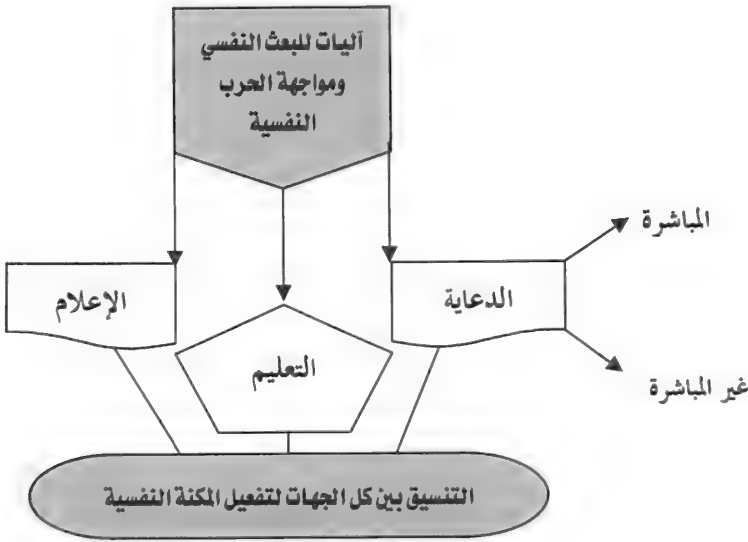 آليات للبعث النفسي
ومواجهة الحرب
النفسية
المباشرة
الدعاية
الإعلام
التعليم
غير المباشرة
التنسيق بين كل الجهات لتفعيل المكنة النفسية